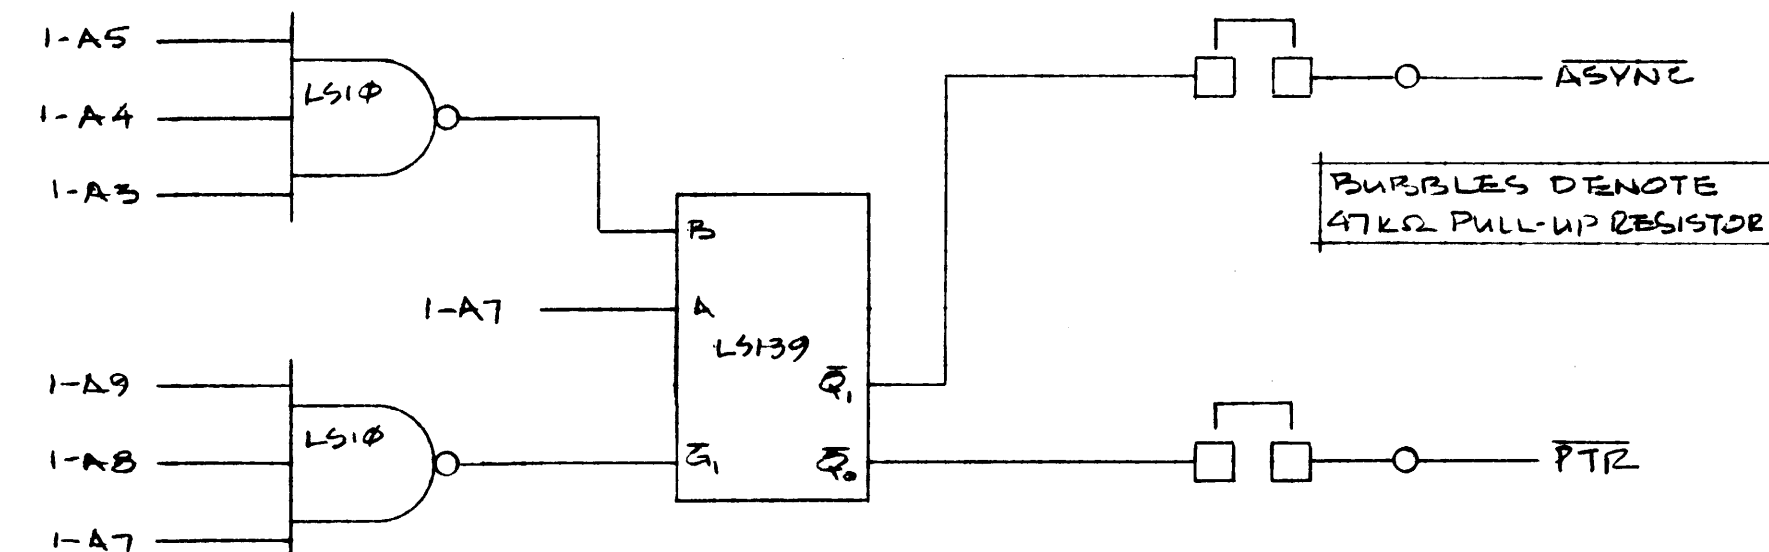 1-A5
LS1Ø
1-A4
1-A3
ASYNC
BUBBLES DENOTE
47KΩ PULL-UP RESISTOR
B
1-A7
A
LS139
1-A9
Q̅₁
LS1Ø
1-A8
G̅₁
Q̅₀
PTR
1-A7